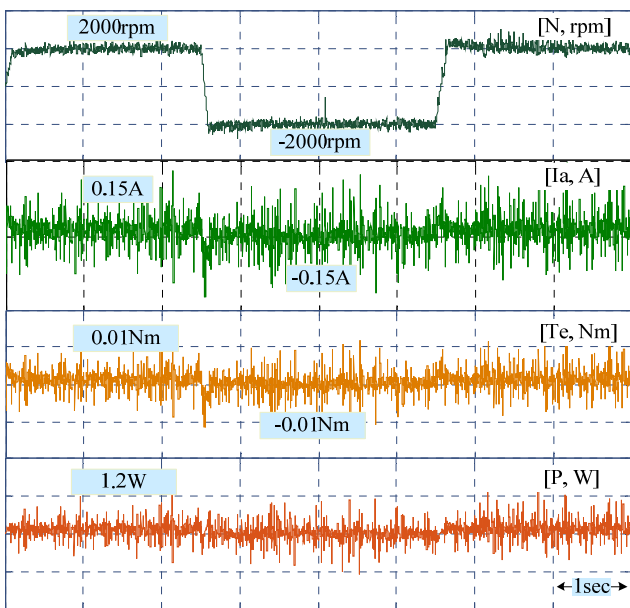 2000rpm
[N, rpm]
-2000rpm
[Ia, A]
0.15A
-0.15A
[Te, Nm]
0.01Nm
-0.01Nm
[P, W]
1.2W
1sec